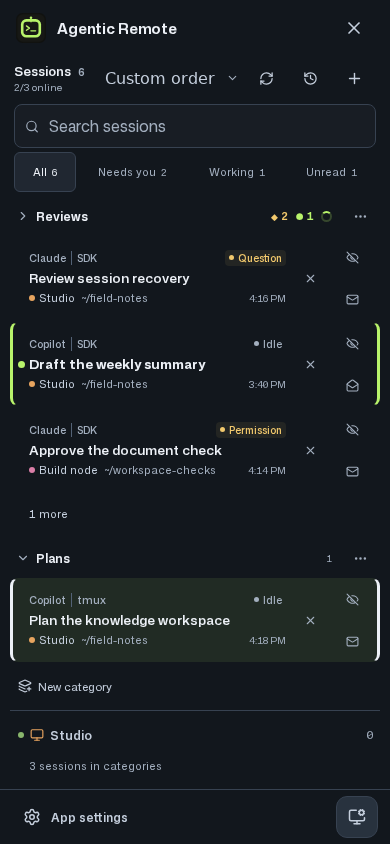 Agentic Remote
Sessions 6
2/3 online
Custom order
Search sessions
All 6
Needs you 2
Working 1
Unread 1
Reviews
2
1
Claude | SDK
Question
Review session recovery
Studio ~/field-notes
4:16 PM
Copilot | SDK
Idle
Draft the weekly summary
Studio ~/field-notes
3:40 PM
Claude | SDK
Permission
Approve the document check
Build node ~/workspace-checks
4:14 PM
1 more
Plans
1
Copilot | tmux
Idle
Plan the knowledge workspace
Studio ~/field-notes
4:18 PM
New category
Studio
0
3 sessions in categories
App settings